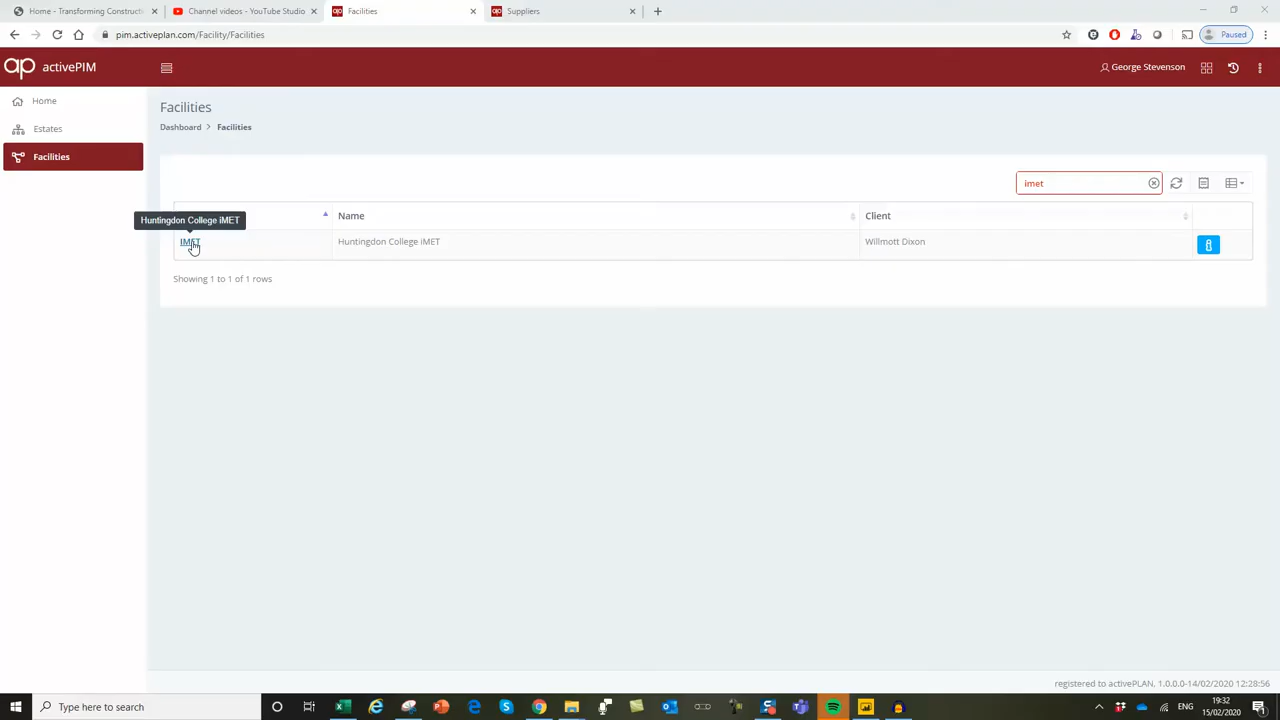 Home - Transforming Constructi
Channel videos - YouTube Studio
Facilities
Suppliers
pim.activeplan.com/Facility/Facilities
Paused
ap activePIM
George Stevenson
Home
Estates
Facilities
Facilities
Dashboard > Facilities
imet
Huntingdon College iMET
Name
Client
IMET
Huntingdon College iMET
Willmott Dixon
Showing 1 to 1 of 1 rows
registered to activePLAN, 1.0.0.0-14/02/2020 12:28:56
Type here to search
ENG
19:32
15/02/2020